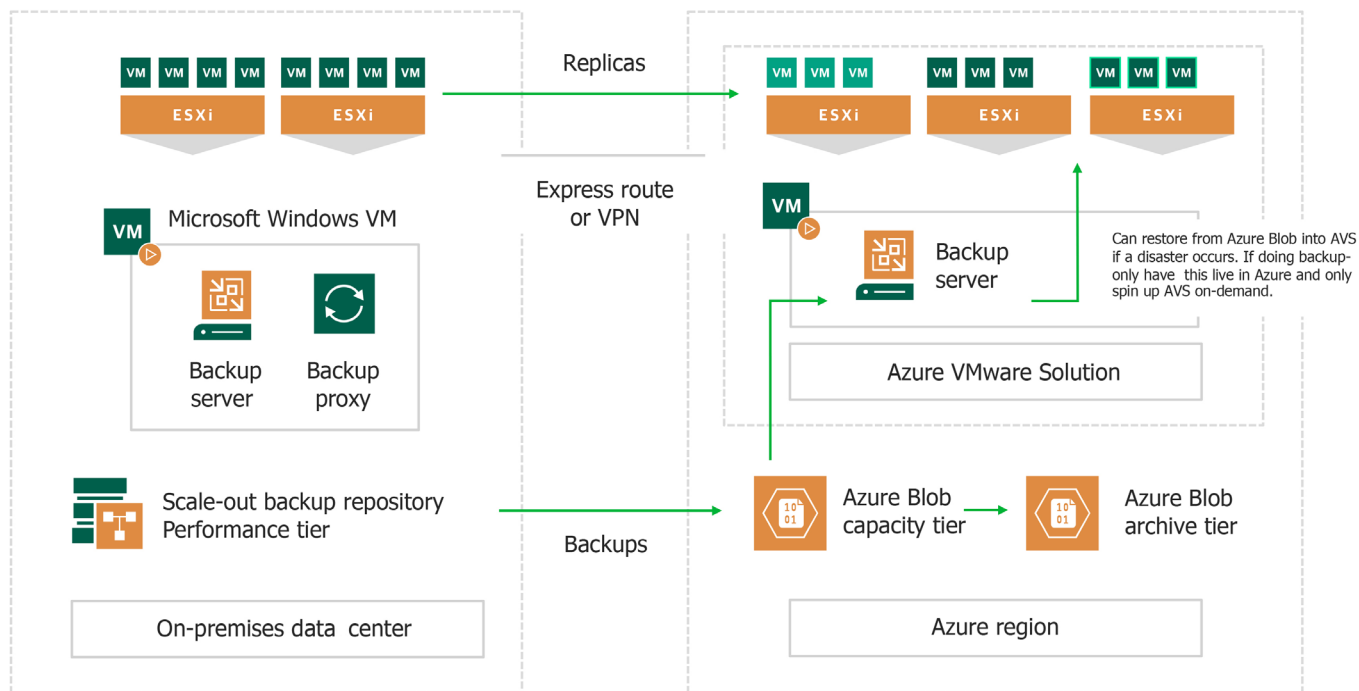 VM VM VM VM VM VM VM VM
ESXi ESXi
Replicas
VM VM VM VM VM VM VM VM VM
ESXi ESXi ESXi
Express route
or VPN
VM
Microsoft Windows VM
Backup
server
Backup
proxy
VM
Backup
server
Can restore from Azure Blob into AVS
if a disaster occurs. If doing backup-
only have this live in Azure and only
spin up AVS on-demand.
Azure VMware Solution
Scale-out backup repository
Performance tier
Backups
10
01
Azure Blob
capacity tier
10
01
Azure Blob
archive tier
On-premises data center
Azure region